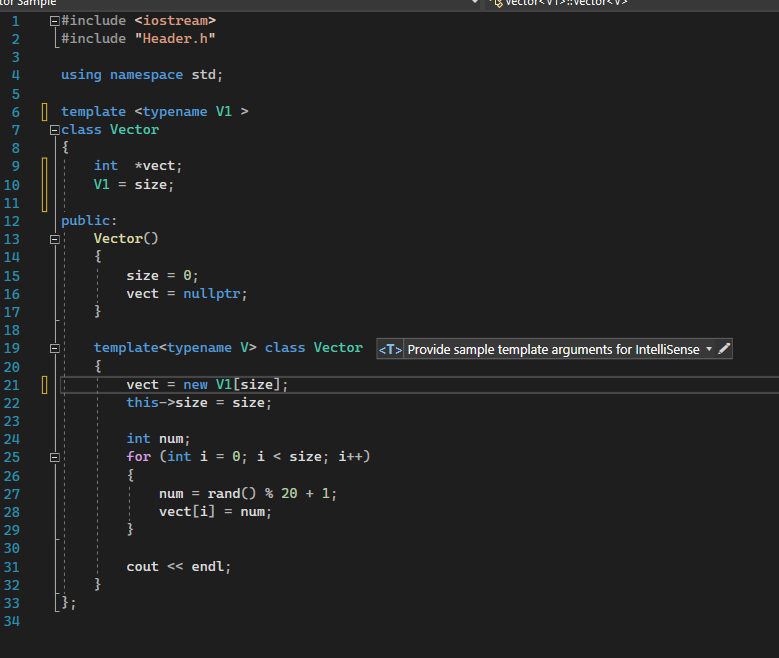 tor Sample Vector<V1>::Vector<V>
1 #include <iostream>
2 #include "Header.h"
3
4 using namespace std;
5
6 template <typename V1 >
7 class Vector
8 {
9 int *vect;
10 V1 = size;
11
12 public:
13 Vector()
14 {
15 size = 0;
16 vect = nullptr;
17 }
18
19 template<typename V> class Vector <T> Provide sample template arguments for IntelliSense
20 {
21 vect = new V1[size];
22 this->size = size;
23
24 int num;
25 for (int i = 0; i < size; i++)
26 {
27 num = rand() % 20 + 1;
28 vect[i] = num;
29 }
30
31 cout << endl;
32 }
33 };
34